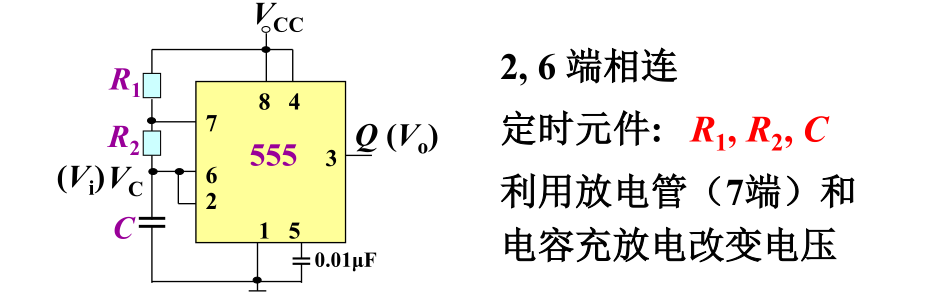 V_CC
R_1
R_2
(V_i) V_C
C
8 4
7
6
2
555
3
1 5
Q (V_o)
0.01μF
2, 6 端相连
定时元件: R_1, R_2, C
利用放电管（7端）和
电容充放电改变电压